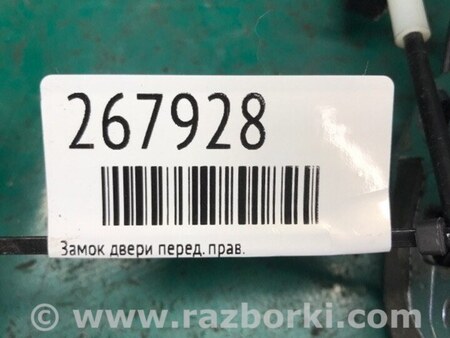 267928
Замок двери перед. прав.
© www.razborki.com